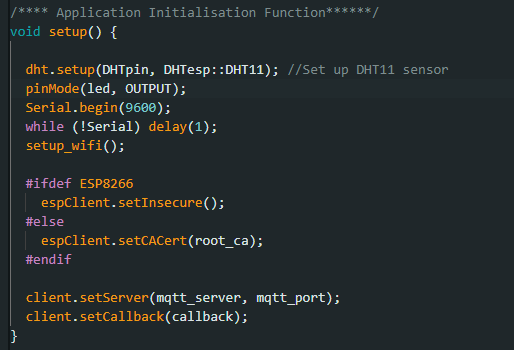 /**** Application Initialisation Function******/
void setup() {
dht.setup(DHTpin, DHTesp::DHT11); //Set up DHT11 sensor
pinMode(led, OUTPUT);
Serial.begin(9600);
while (!Serial) delay(1);
setup_wifi();
#ifdef ESP8266
espClient.setInsecure();
#else
espClient.setCACert(root_ca);
#endif
client.setServer(mqtt_server, mqtt_port);
client.setCallback(callback);
}